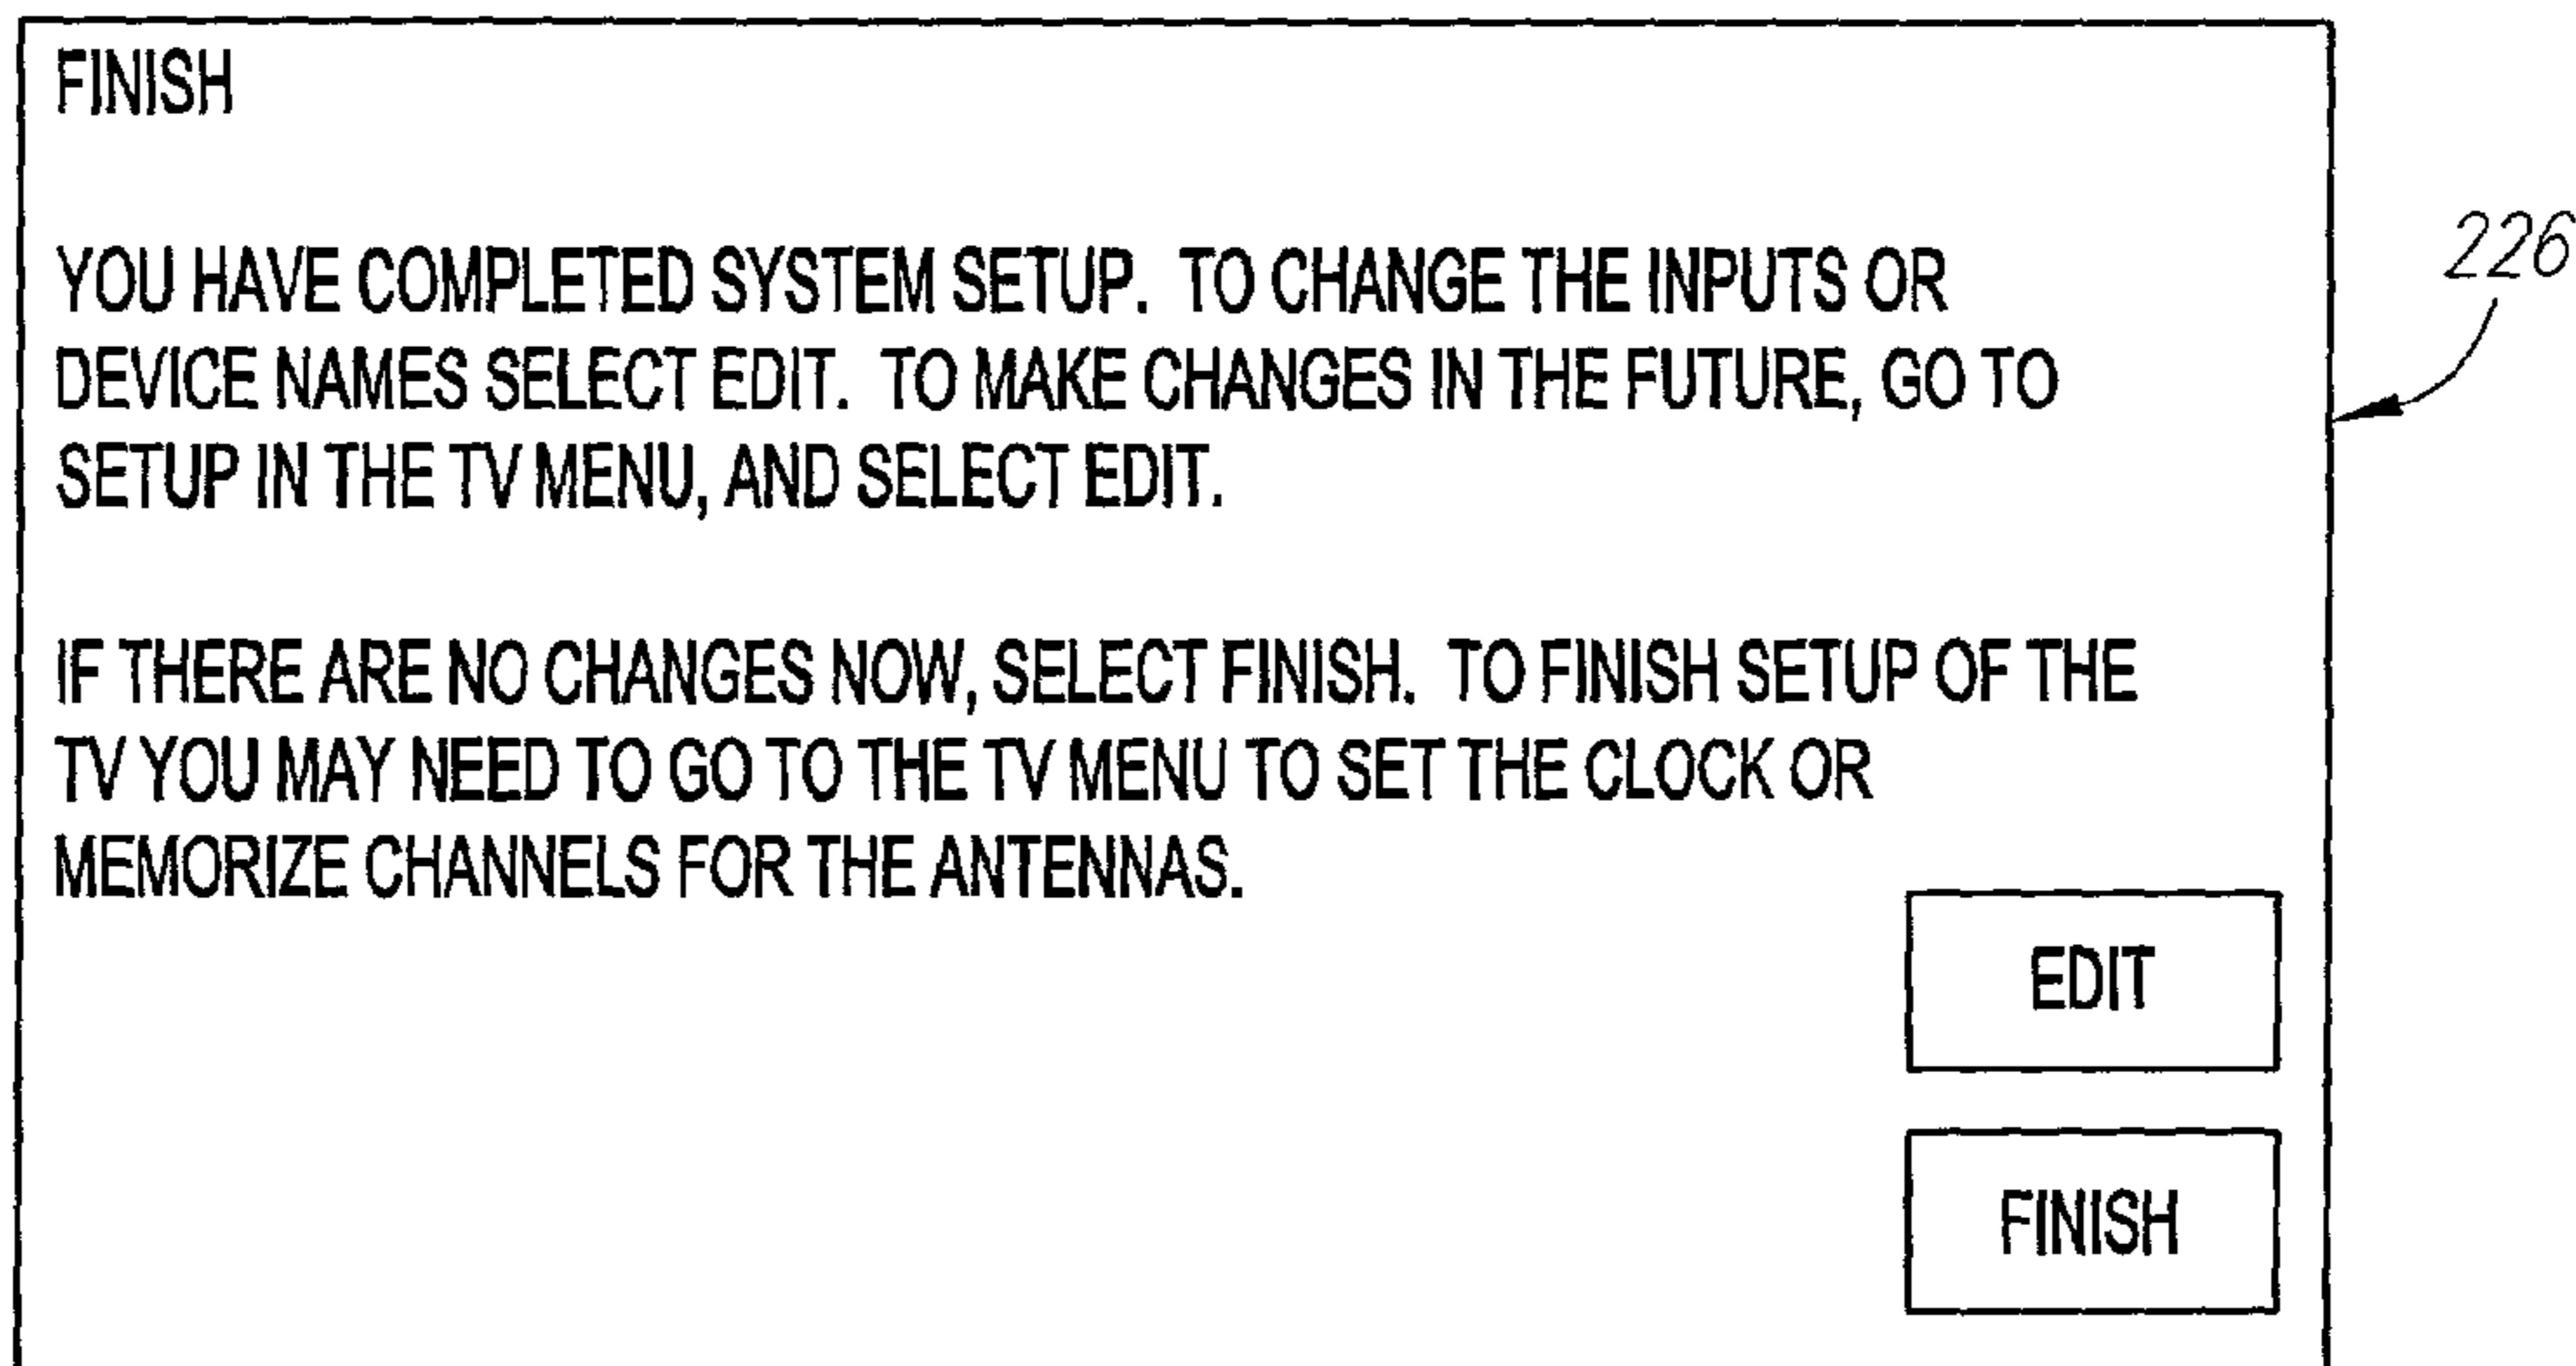 FINISH
YOU HAVE COMPLETED SYSTEM SETUP. TO CHANGE THE INPUTS OR
DEVICE NAMES SELECT EDIT. TO MAKE CHANGES IN THE FUTURE, GO TO
SETUP IN THE TV MENU, AND SELECT EDIT.
IF THERE ARE NO CHANGES NOW, SELECT FINISH. TO FINISH SETUP OF THE
TV YOU MAY NEED TO GO TO THE TV MENU TO SET THE CLOCK OR
MEMORIZE CHANNELS FOR THE ANTENNAS.
EDIT
FINISH
226